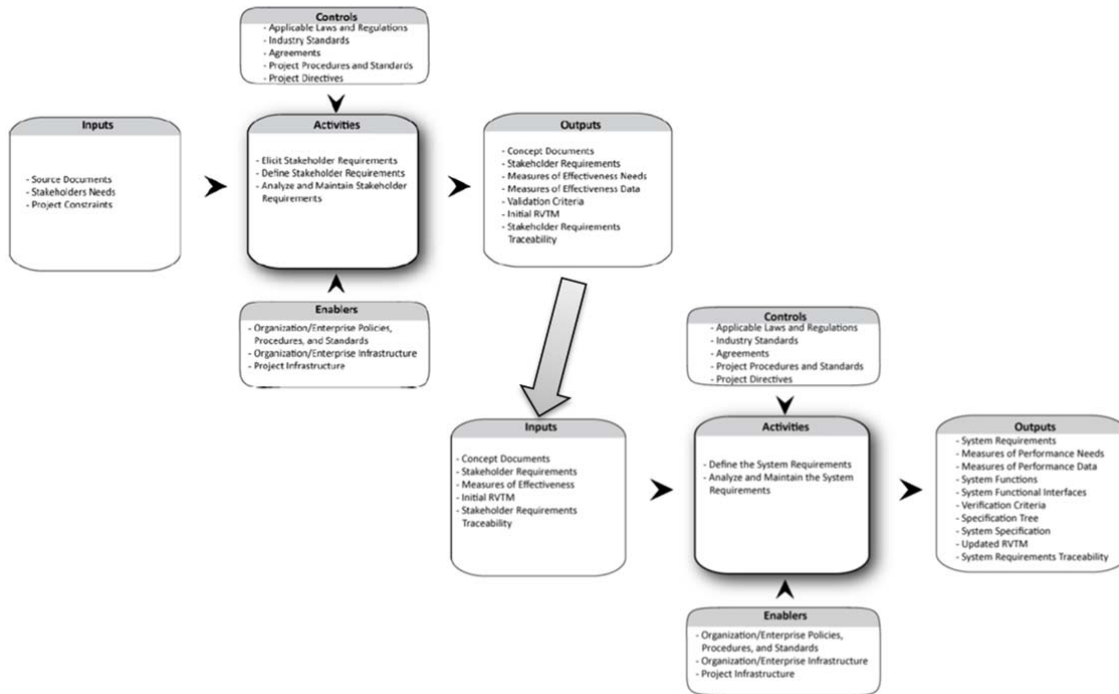 Controls
- Applicable Laws and Regulations
- Industry Standards
- Agreements
- Project Procedures and Standards
- Project Directives
Inputs
- Source Documents
- Stakeholders Needs
- Project Constraints
Activities
- Elicit Stakeholder Requirements
- Define Stakeholder Requirements
- Analyze and Maintain Stakeholder
Requirements
Outputs
- Concept Documents
- Stakeholder Requirements
- Measures of Effectiveness Needs
- Measures of Effectiveness Data
- Validation Criteria
- Initial RVTM
- Stakeholder Requirements
Traceability
Enablers
- Organization/Enterprise Policies,
Procedures, and Standards
- Organization/Enterprise Infrastructure
- Project Infrastructure
Controls
- Applicable Laws and Regulations
- Industry Standards
- Agreements
- Project Procedures and Standards
- Project Directives
Inputs
- Concept Documents
- Stakeholder Requirements
- Measures of Effectiveness
- Initial RVTM
- Stakeholder Requirements
Traceability
Activities
- Define the System Requirements
- Analyze and Maintain the System
Requirements
Outputs
- System Requirements
- Measures of Performance Needs
- Measures of Performance Data
- System Functions
- System Functional Interfaces
- Verification Criteria
- Specification Tree
- System Specification
- Updated RVTM
- System Requirements Traceability
Enablers
- Organization/Enterprise Policies,
Procedures, and Standards
- Organization/Enterprise Infrastructure
- Project Infrastructure